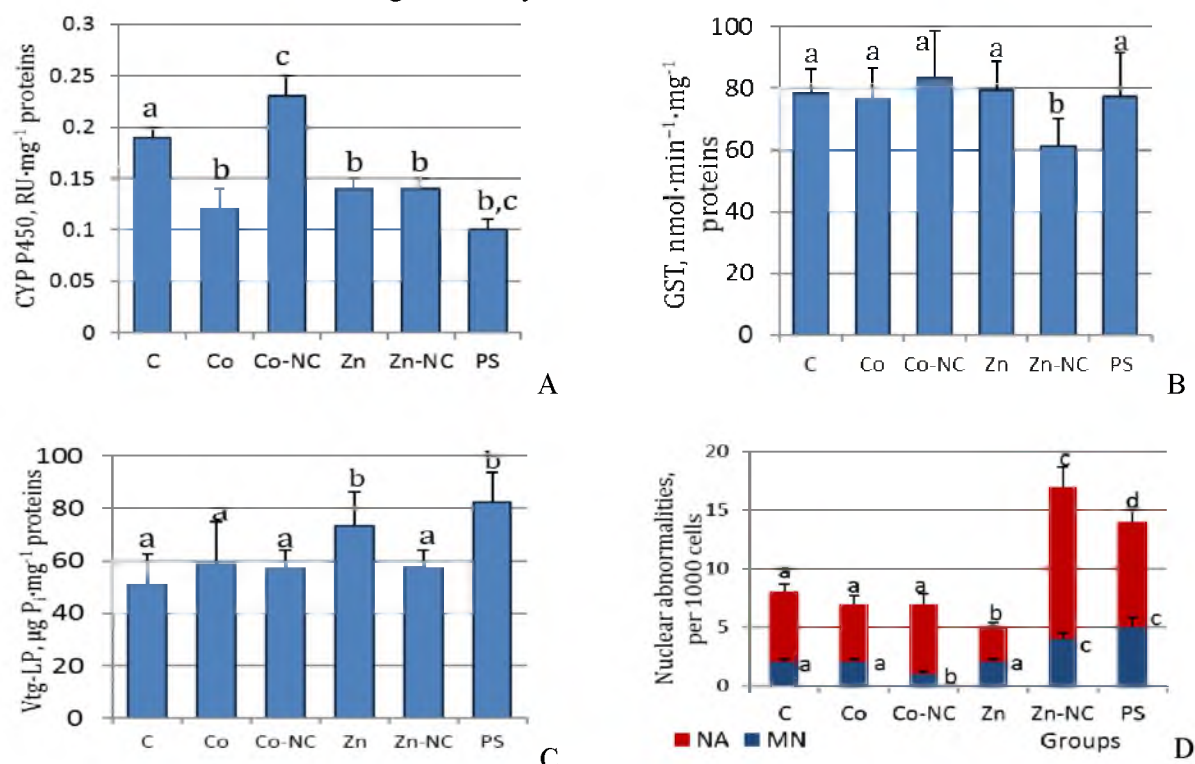 0.3
0.25
0.2
0.15
0.1
0.05
0
CYP P450, RU·mg⁻¹ proteins
a
b
c
b
b
b,c
C Co Co-NC Zn Zn-NC PS
A
100
80
60
40
20
0
GST, nmol·min⁻¹·mg⁻¹
proteins
a
a
a
a
b
a
C Co Co-NC Zn Zn-NC PS
B
100
80
60
40
20
0
Vtg-LP, µg Pᵢ·mg⁻¹ proteins
a
a
a
b
a
b
C Co Co-NC Zn Zn-NC PS
C
20
15
10
5
0
Nuclear abnormalities,
per 1000 cells
a
a
a
b
c
d
a
a
b
a
c
c
C Co Co-NC Zn Zn-NC PS
NA MN
Groups
D